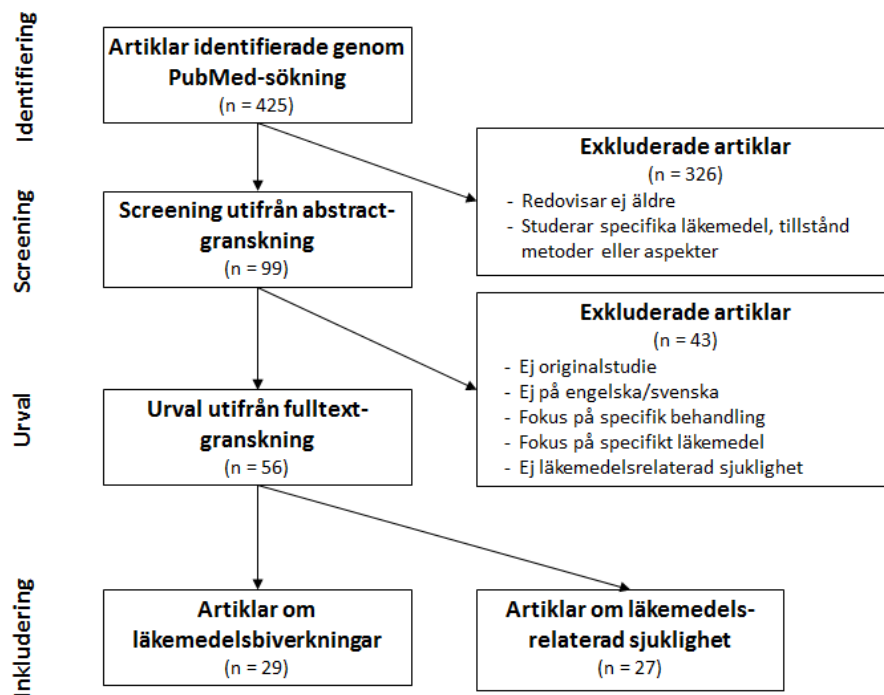 Identifiering
Artiklar identifierade genom
PubMed-sökning
(n = 425)
Exkluderade artiklar
(n = 326)
- Redovisar ej äldre
- Studerar specifika läkemedel, tillstånd
metoder eller aspekter
Screening
Screening utifrån abstract-
granskning
(n = 99)
Exkluderade artiklar
(n = 43)
- Ej originalstudie
- Ej på engelska/svenska
- Fokus på specifik behandling
- Fokus på specifikt läkemedel
- Ej läkemedelsrelaterad sjuklighet
Urval
Urval utifrån fulltext-
granskning
(n = 56)
Inkludering
Artiklar om
läkemedelsbiverkningar
(n = 29)
Artiklar om läkemedels-
relaterad sjuklighet
(n = 27)